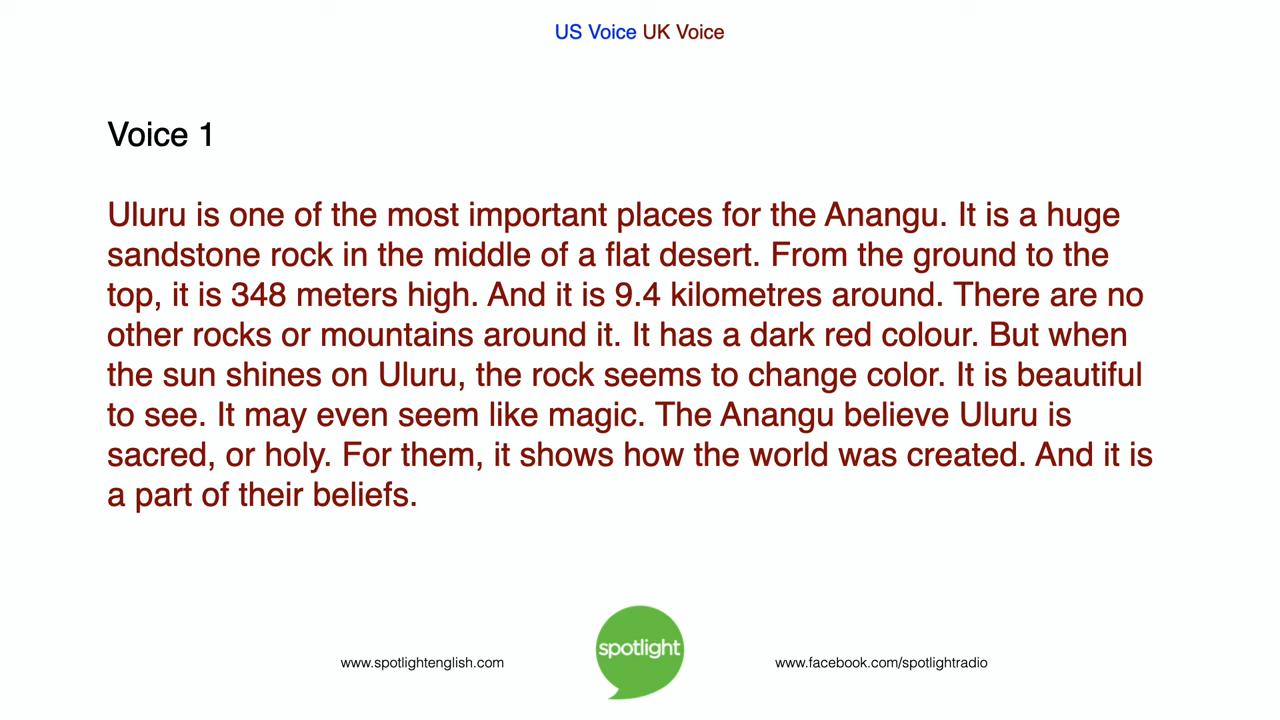 US Voice UK Voice
Voice 1
Uluru is one of the most important places for the Anangu. It is a huge
sandstone rock in the middle of a flat desert. From the ground to the
top, it is 348 meters high. And it is 9.4 kilometres around. There are no
other rocks or mountains around it. It has a dark red colour. But when
the sun shines on Uluru, the rock seems to change color. It is beautiful
to see. It may even seem like magic. The Anangu believe Uluru is
sacred, or holy. For them, it shows how the world was created. And it is
a part of their beliefs.
www.spotlightenglish.com
spotlight
www.facebook.com/spotlightradio